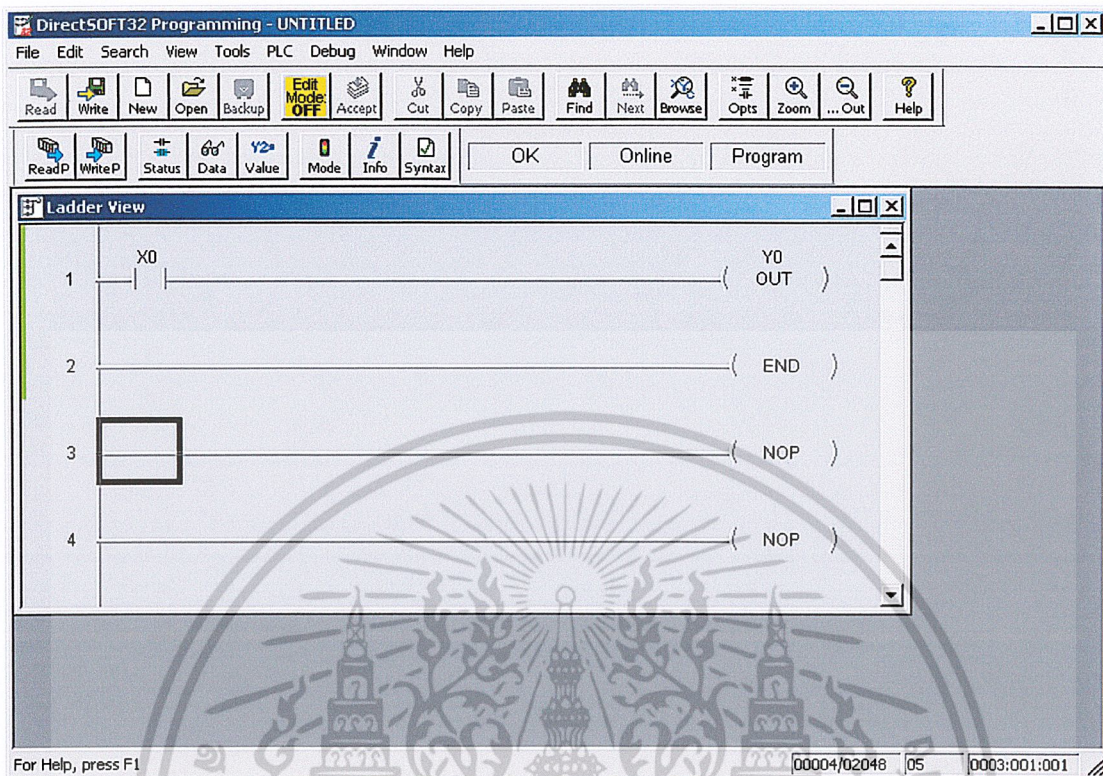 DirectSOFT32 Programming - UNTITLED
File Edit Search View Tools PLC Debug Window Help
Read Write New Open Backup Edit Mode: OFF Accept Cut Copy Paste Find Next Browse Opts Zoom ... Out Help
ReadP WriteP Status Data Value Mode Info Syntax OK Online Program
Ladder View
X0 Y0
1 OUT
2 END
3 NOP
4 NOP
For Help, press F1 00004/02048 05 0003:001:001